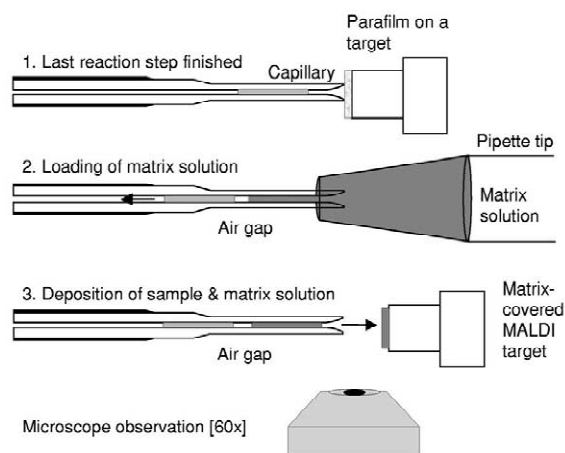 Parafilm on a
target
1. Last reaction step finished
Capillary
Pipette tip
2. Loading of matrix solution
Matrix
solution
Air gap
3. Deposition of sample & matrix solution
Matrix-
covered
MALDI
target
Air gap
Microscope observation [60x]